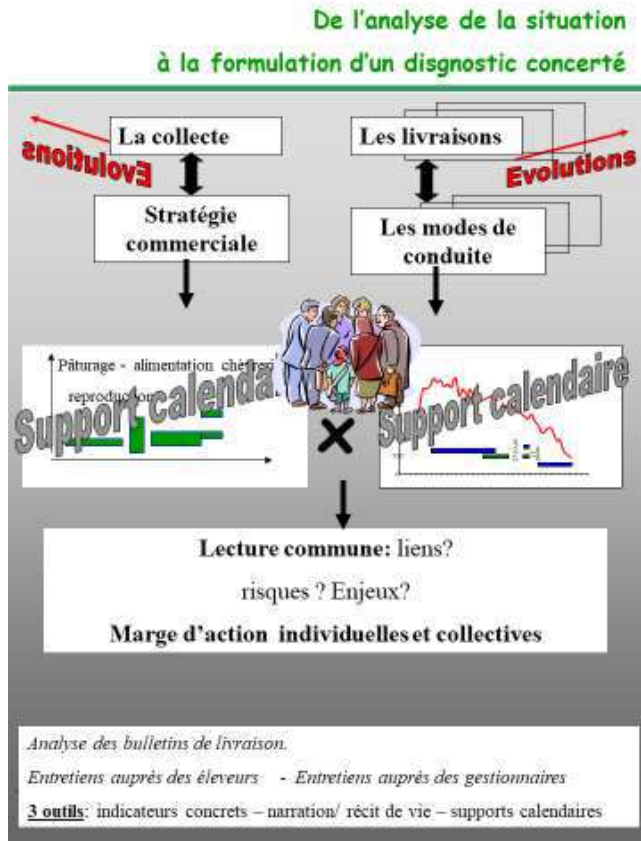 De l'analyse de la situation
à la formulation d'un disgnostic concerté
La collecte
Les livraisons
Evolutions
Evolutions
Stratégie
commerciale
Les modes de
conduite
Pâturage - alimentation
reproduction
Support
Support calendaire
Lecture commune: liens?
risques ? Enjeux?
Marge d'action individuelles et collectives
Analyse des bulletins de livraison.
Entretiens auprès des éleveurs - Entretiens auprès des gestionnaires
3 outils: indicateurs concrets – narration/ récit de vie – supports calendaires